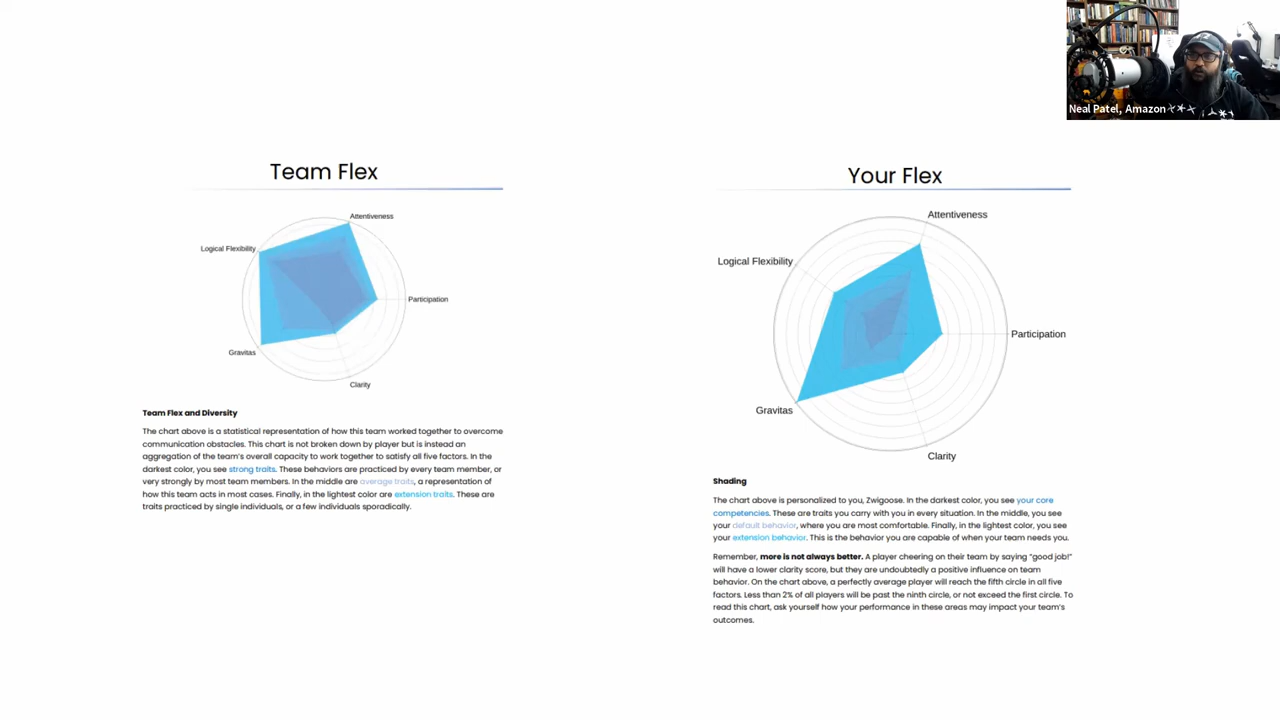 Neal Patel, Amazon
Team Flex
Attentiveness
Logical Flexibility
Participation
Gravitas
Clarity
Team Flex and Diversity
The chart above is a statistical representation of how this team worked together to overcome
communication obstacles. This chart is not broken down by player but is instead an
aggregation of the team's overall capacity to work together to satisfy all five factors. In the
darkest color, you see strong traits. These behaviors are practiced by every team member, or
very strongly by most team members. In the middle are average traits, a representation of
how this team acts in most cases. Finally, in the lightest color are extension traits. These are
traits practiced by single individuals, or a few individuals sporadically.
Your Flex
Attentiveness
Logical Flexibility
Participation
Gravitas
Clarity
Shading
The chart above is personalized to you, Zwigoose. In the darkest color, you see your core
competencies. These are traits you carry with you in every situation. In the middle, you see
your default behavior, where you are most comfortable. Finally, in the lightest color, you see
your extension behavior. This is the behavior you are capable of when your team needs you.
Remember, more is not always better. A player cheering on their team by saying "good job!"
will have a lower clarity score, but they are undoubtedly a positive influence on team
behavior. On the chart above, a perfectly average player will reach the fifth circle in all five
factors. Less than 2% of all players will be past the ninth circle, or not exceed the first circle. To
read this chart, ask yourself how your performance in these areas may impact your team's
outcomes.